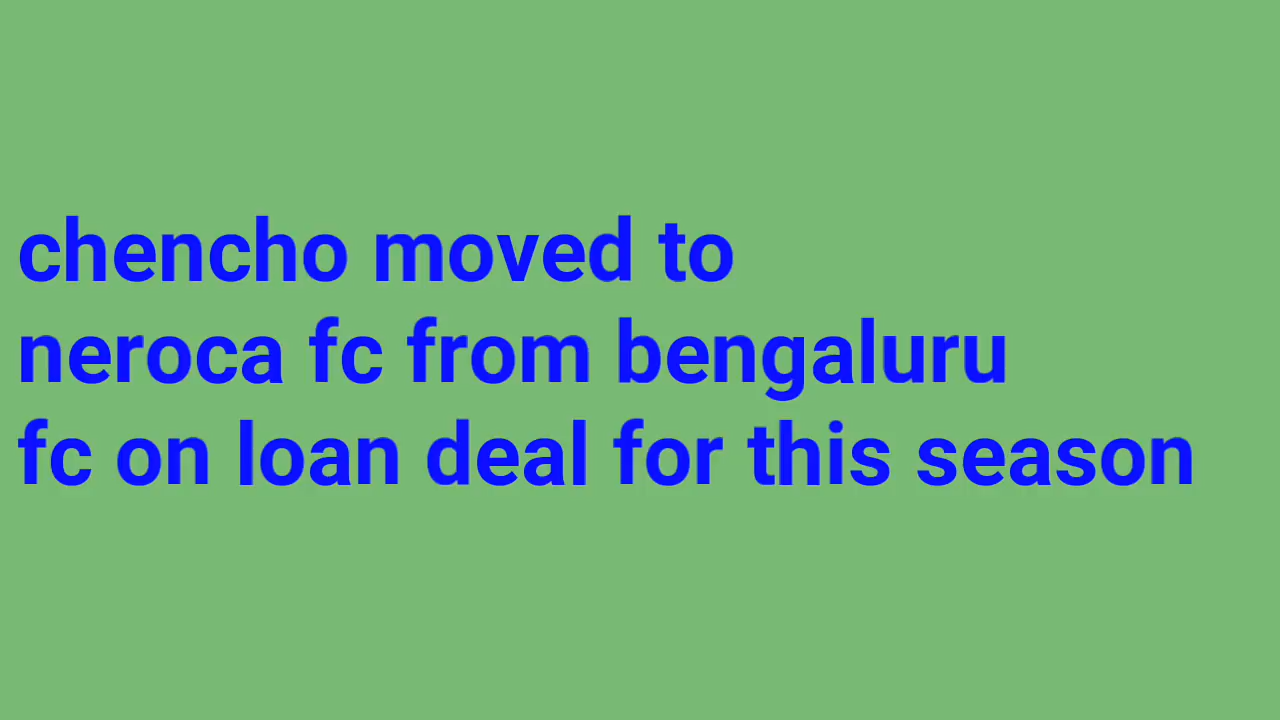 chencho moved to
neroca fc from bengaluru
fc on loan deal for this season